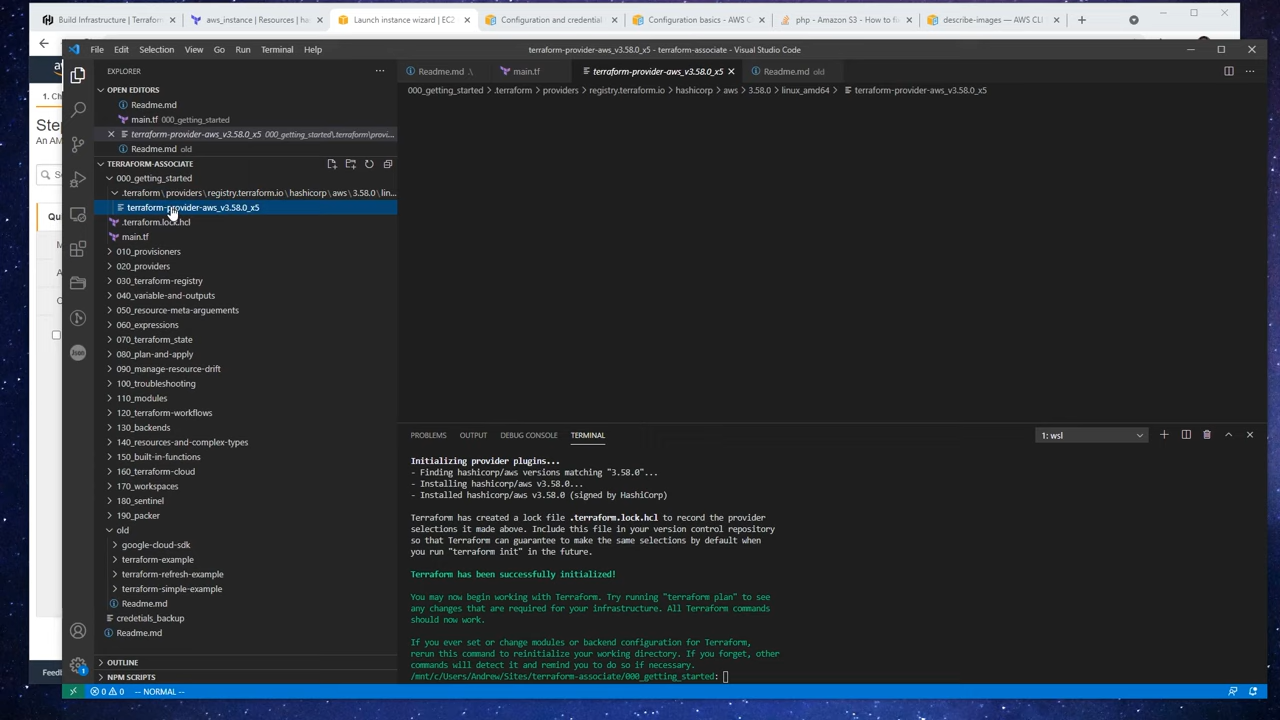 Build Infrastructure | Terraform
aws_instance | Resources | ha
Launch instance wizard | EC2
Configuration and credential
Configuration basics - AWS C
php - Amazon S3 - How to fi
describe-images — AWS CLI
File Edit Selection View Go Run Terminal Help
terraform-provider-aws_v3.58.0_x5 - terraform-associate - Visual Studio Code
1. Ch
Step
An AM
Se
Qu
Feed
EXPLORER
OPEN EDITORS
Readme.md
main.tf 000_getting_started
terraform-provider-aws_v3.58.0_x5 000_getting_started\.terraform\provi...
Readme.md old
TERRAFORM-ASSOCIATE
000_getting_started
.terraform \ providers \ registry.terraform.io \ hashicorp \ aws \ 3.58.0 \ lin...
terraform-provider-aws_v3.58.0_x5
.terraform.lock.hcl
main.tf
010_provisioners
020_providers
030_terraform-registry
040_variable-and-outputs
050_resource-meta-arguements
060_expressions
070_terraform_state
080_plan-and-apply
090_manage-resource-drift
100_troubleshooting
110_modules
120_terraform-workflows
130_backends
140_resources-and-complex-types
150_built-in-functions
160_terraform-cloud
170_workspaces
180_sentinel
190_packer
old
google-cloud-sdk
terraform-example
terraform-refresh-example
terraform-simple-example
Readme.md
credetials_backup
Readme.md
OUTLINE
NPM SCRIPTS
Json
1
Readme.md .\
main.tf
terraform-provider-aws_v3.58.0_x5
Readme.md old
000_getting_started > .terraform > providers > registry.terraform.io > hashicorp > aws > 3.58.0 > linux_amd64 > terraform-provider-aws_v3.58.0_x5
PROBLEMS OUTPUT DEBUG CONSOLE TERMINAL
1: wsl
Initializing provider plugins...
- Finding hashicorp/aws versions matching "3.58.0"...
- Installing hashicorp/aws v3.58.0...
- Installed hashicorp/aws v3.58.0 (signed by HashiCorp)
Terraform has created a lock file .terraform.lock.hcl to record the provider
selections it made above. Include this file in your version control repository
so that Terraform can guarantee to make the same selections by default when
you run "terraform init" in the future.
Terraform has been successfully initialized!
You may now begin working with Terraform. Try running "terraform plan" to see
any changes that are required for your infrastructure. All Terraform commands
should now work.
If you ever set or change modules or backend configuration for Terraform,
rerun this command to reinitialize your working directory. If you forget, other
commands will detect it and remind you to do so if necessary.
/mnt/c/Users/Andrew/Sites/terraform-associate/000_getting_started:
0 0 -- NORMAL --